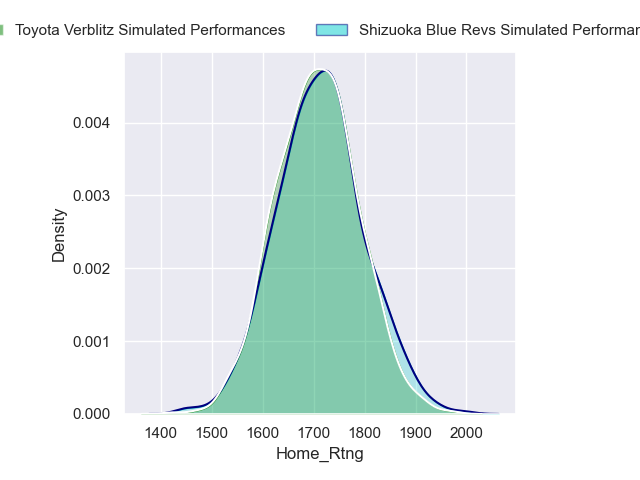 Toyota Verblitz Simulated Performances Shizuoka Blue Revs Simulated
0.004
0.003
0.002
0.001
0.000
Density
1400 1500 1600 1700 1800 1900 2000
Home_Rtng